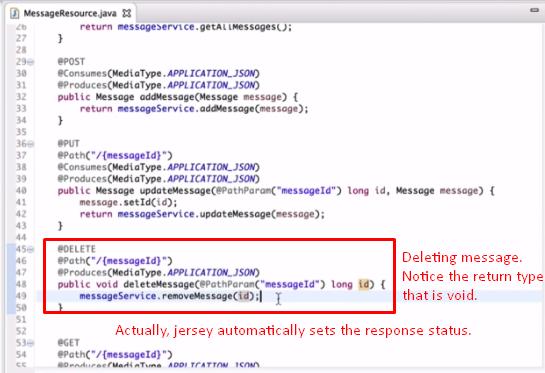 MessageResource.java
26 return messageService.getAllMessages();
27 }
28
29 @POST
30 @Consumes(MediaType.APPLICATION_JSON)
31 @Produces(MediaType.APPLICATION_JSON)
32 public Message addMessage(Message message) {
33 return messageService.addMessage(message);
34 }
35
36 @PUT
37 @Path("/{messageId}")
38 @Consumes(MediaType.APPLICATION_JSON)
39 @Produces(MediaType.APPLICATION_JSON)
40 public Message updateMessage(@PathParam("messageId") long id, Message message) {
41 message.setId(id);
42 return messageService.updateMessage(message);
43 }
44
45 @DELETE
46 @Path("/{messageId}")
47 @Produces(MediaType.APPLICATION_JSON)
48 public void deleteMessage(@PathParam("messageId") long id) {
49 messageService.removeMessage(id);
50 }
Deleting message.
Notice the return type
that is void.
Actually, jersey automatically sets the response status.
53 @GET
54 @Path("/{messageId}")
55 @Produces(MediaType.APPLICATION_JSON)